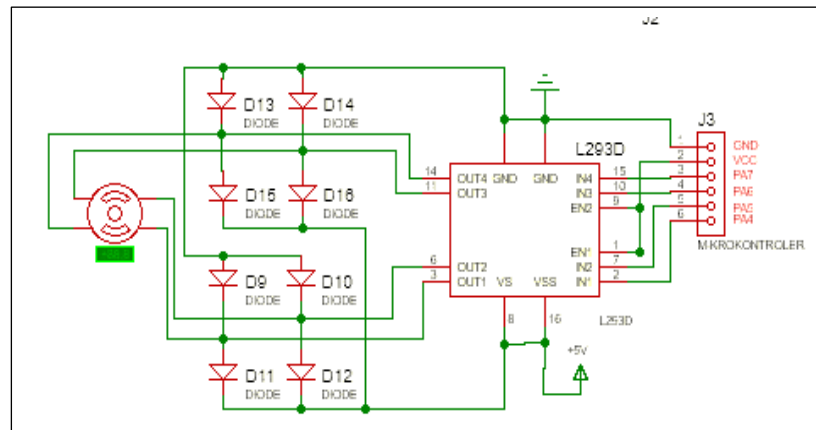 J2
D13
DIODE
D14
DIODE
D15
DIODE
D16
DIODE
D9
DIODE
D10
DIODE
D11
DIODE
D12
DIODE
L293D
14
11
6
3
OUT4
OUT3
OUT2
OUT1
GND
GND
VS
VSS
8
16
IN4
IN3
EN2
EN1
IN2
IN1
15
10
9
1
7
2
L293D
+5V
J3
1
2
3
4
5
6
GND
VCC
PA7
PA6
PA5
PA4
MIKROKONTROLER